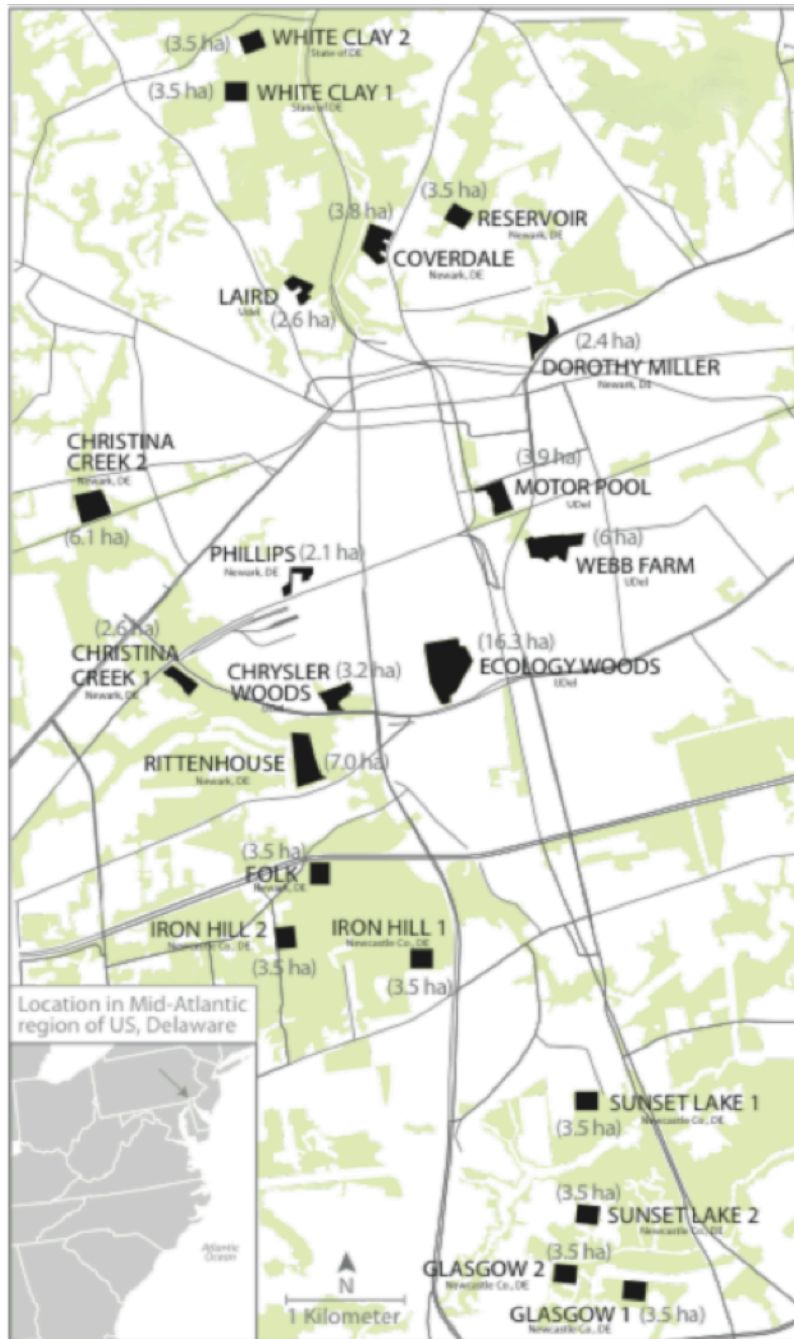 (3.5 ha)
WHITE CLAY 2
State of DE
(3.5 ha)
WHITE CLAY 1
State of DE
(3.5 ha)
RESERVOIR
Newark, DE
(3.8 ha)
COVERDALE
Newark, DE
LAIRD
UDel
(2.6 ha)
(2.4 ha)
DOROTHY MILLER
Newark, DE
CHRISTINA
CREEK 2
Newark, DE
(6.1 ha)
(3.9 ha)
MOTOR POOL
UDel
(6 ha)
WEBB FARM
UDel
PHILLIPS (2.1 ha)
Newark, DE
(2.6 ha)
CHRISTINA
CREEK 1
Newark, DE
CHRYSLER (3.2 ha)
WOODS
UDel
(16.3 ha)
ECOLOGY WOODS
UDel
RITTENHOUSE (7.0 ha)
Newark, DE
(3.5 ha)
FOLK
Newark, DE
IRON HILL 2
Newcastle Co., DE
(3.5 ha)
IRON HILL 1
Newcastle Co., DE
(3.5 ha)
Location in Mid-Atlantic
region of US, Delaware
Atlantic
Ocean
SUNSET LAKE 1
Newcastle Co., DE
(3.5 ha)
(3.5 ha)
SUNSET LAKE 2
Newcastle Co., DE
(3.5 ha)
GLASGOW 2
Newcastle Co., DE
GLASGOW 1 (3.5 ha)
Newcastle Co., DE
N
1 Kilometer